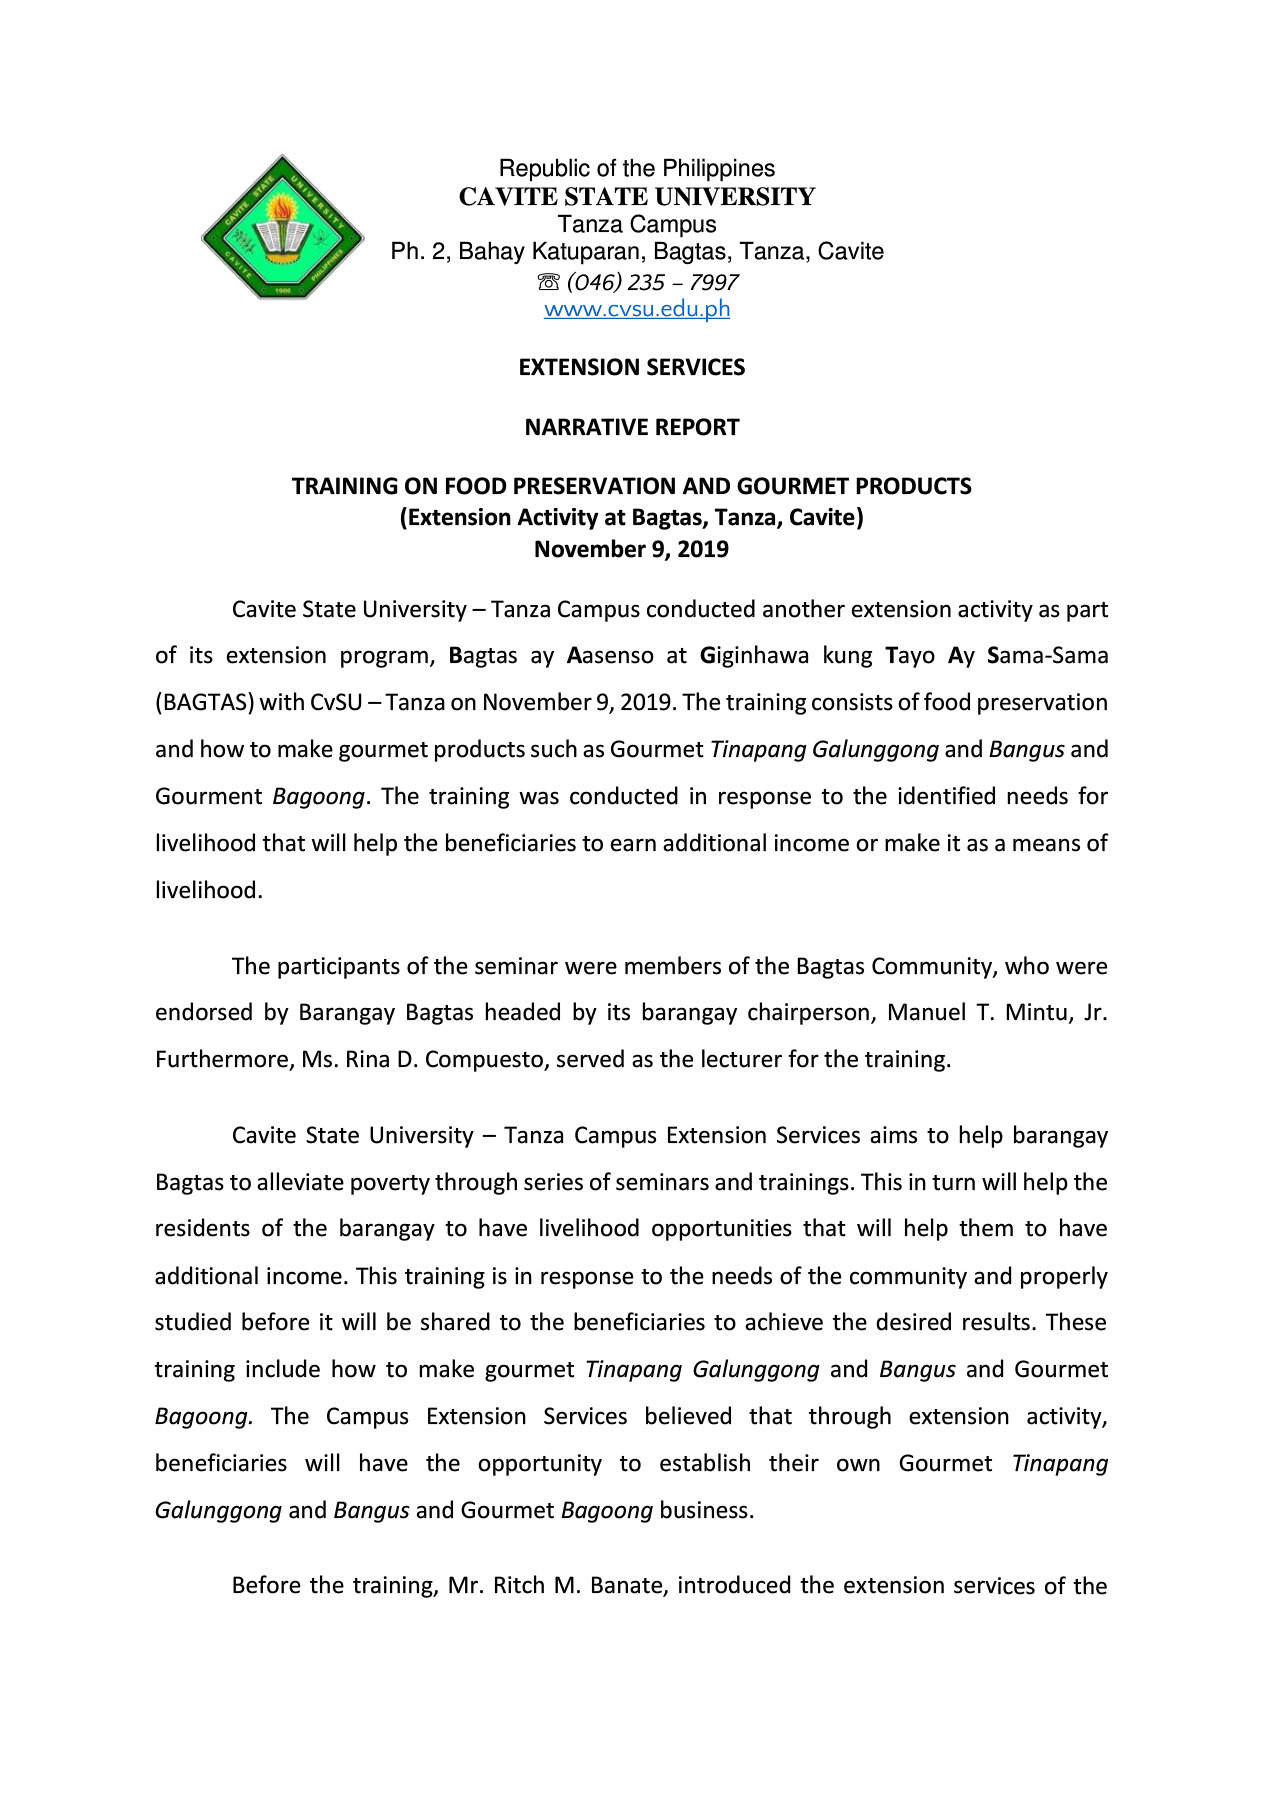 CAVITE STATE UNIVERSITY
CAVITE
PHILIPPINES
1906
Republic of the Philippines
CAVITE STATE UNIVERSITY
Tanza Campus
Ph. 2, Bahay Katuparan, Bagtas, Tanza, Cavite
☏ (046) 235 – 7997
www.cvsu.edu.ph
EXTENSION SERVICES
NARRATIVE REPORT
TRAINING ON FOOD PRESERVATION AND GOURMET PRODUCTS
(Extension Activity at Bagtas, Tanza, Cavite)
November 9, 2019
Cavite State University – Tanza Campus conducted another extension activity as part
of its extension program, Bagtas ay Aasenso at Giginhawa kung Tayo Ay Sama-Sama
(BAGTAS) with CvSU – Tanza on November 9, 2019. The training consists of food preservation
and how to make gourmet products such as Gourmet Tinapang Galunggong and Bangus and
Gourment Bagoong. The training was conducted in response to the identified needs for
livelihood that will help the beneficiaries to earn additional income or make it as a means of
livelihood.
The participants of the seminar were members of the Bagtas Community, who were
endorsed by Barangay Bagtas headed by its barangay chairperson, Manuel T. Mintu, Jr.
Furthermore, Ms. Rina D. Compuesto, served as the lecturer for the training.
Cavite State University – Tanza Campus Extension Services aims to help barangay
Bagtas to alleviate poverty through series of seminars and trainings. This in turn will help the
residents of the barangay to have livelihood opportunities that will help them to have
additional income. This training is in response to the needs of the community and properly
studied before it will be shared to the beneficiaries to achieve the desired results. These
training include how to make gourmet Tinapang Galunggong and Bangus and Gourmet
Bagoong. The Campus Extension Services believed that through extension activity,
beneficiaries will have the opportunity to establish their own Gourmet Tinapang
Galunggong and Bangus and Gourmet Bagoong business.
Before the training, Mr. Ritch M. Banate, introduced the extension services of the